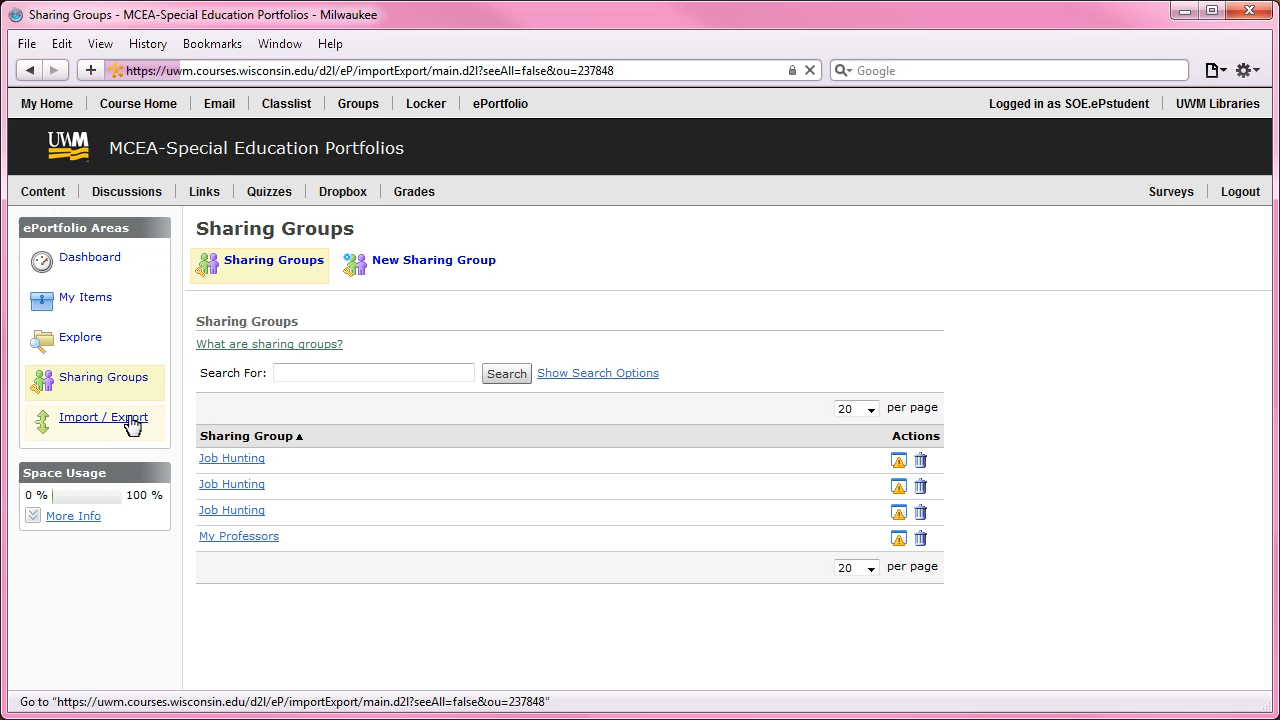 Sharing Groups - MCEA-Special Education Portfolios - Milwaukee
File Edit View History Bookmarks Window Help
https://uwm.courses.wisconsin.edu/d2l/eP/importExport/main.d2l?seeAll=false&ou=237848
Google
My Home Course Home Email Classlist Groups Locker ePortfolio Logged in as SOE.ePstudent UWM Libraries
UWM MCEA-Special Education Portfolios
Content Discussions Links Quizzes Dropbox Grades Surveys Logout
ePortfolio Areas
Dashboard
My Items
Explore
Sharing Groups
Import / Export
Space Usage
0 % 100 %
More Info
Sharing Groups
Sharing Groups New Sharing Group
Sharing Groups
What are sharing groups?
Search For: Search Show Search Options
20 per page
Sharing Group Actions
Job Hunting
Job Hunting
Job Hunting
My Professors
20 per page
Go to "https://uwm.courses.wisconsin.edu/d2l/eP/importExport/main.d2l?seeAll=false&ou=237848"